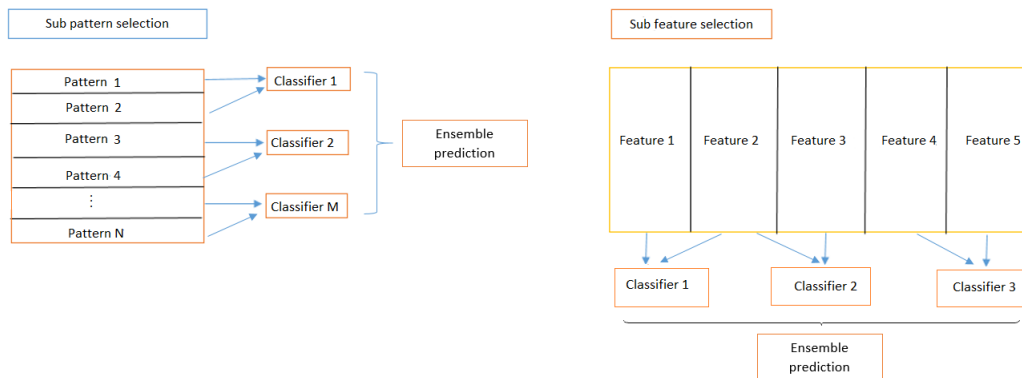 Sub pattern selection
Pattern 1
Pattern 2
Pattern 3
Pattern 4
⋮
Pattern N
Classifier 1
Classifier 2
Classifier M
Ensemble
prediction
Sub feature selection
Feature 1
Feature 2
Feature 3
Feature 4
Feature 5
Classifier 1
Classifier 2
Classifier 3
Ensemble
prediction